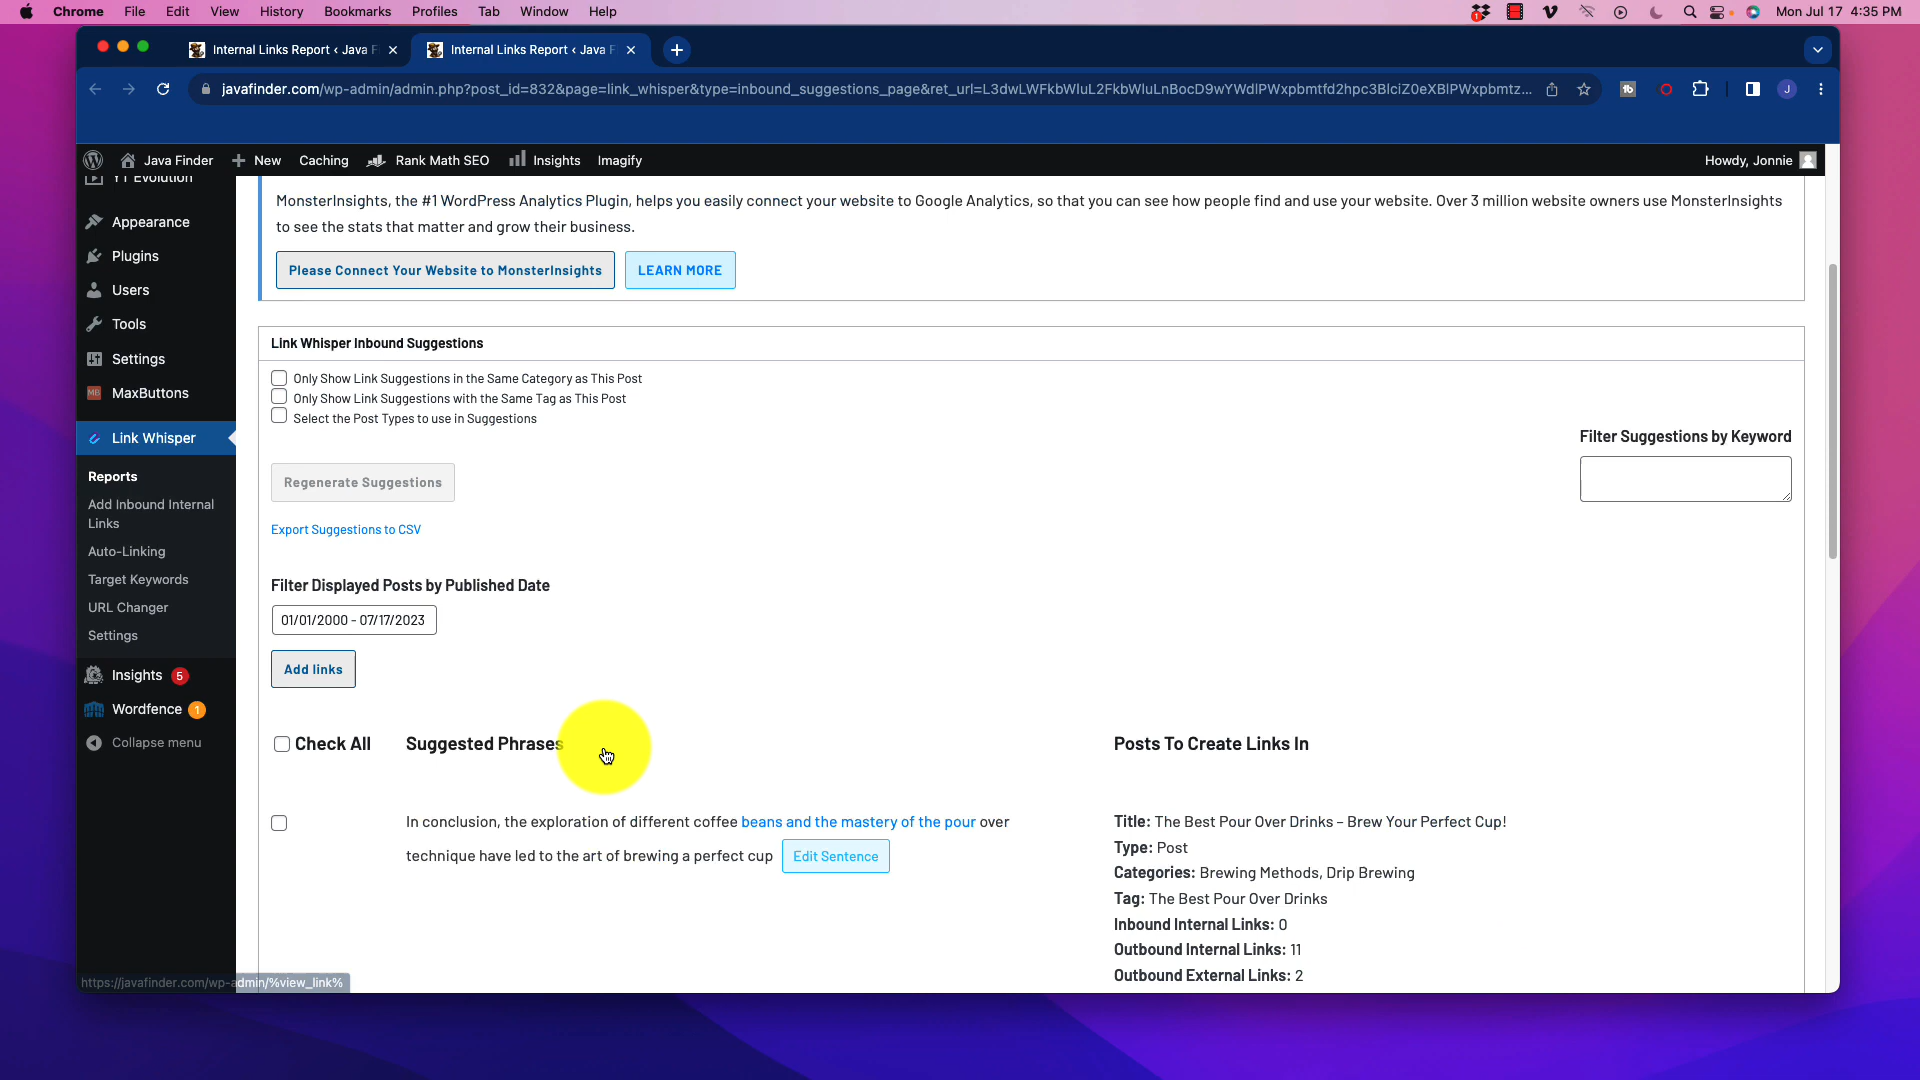 Chrome File Edit View History Bookmarks Profiles Tab Window Help
1
Mon Jul 17 4:35 PM
Internal Links Report ‹ Java F
Internal Links Report ‹ Java F
javafinder.com/wp-admin/admin.php?post_id=832&page=link_whisper&type=inbound_suggestions_page&ret_url=L3dwLWFkbWluL2FkbWluLnBocD9wYWdlPWxpbmtfd2hpc3BlciZ0eXBlPWxpbmtz...
tb
J
Java Finder New Caching Rank Math SEO Insights Imagify
Howdy, Jonnie
YT Evolution
Appearance
Plugins
Users
Tools
Settings
MB MaxButtons
Link Whisper
Reports
Add Inbound Internal
Links
Auto-Linking
Target Keywords
URL Changer
Settings
Insights 5
Wordfence 1
Collapse menu
MonsterInsights, the #1 WordPress Analytics Plugin, helps you easily connect your website to Google Analytics, so that you can see how people find and use your website. Over 3 million website owners use MonsterInsights
to see the stats that matter and grow their business.
Please Connect Your Website to MonsterInsights LEARN MORE
Link Whisper Inbound Suggestions
Only Show Link Suggestions in the Same Category as This Post
Only Show Link Suggestions with the Same Tag as This Post
Select the Post Types to use in Suggestions
Filter Suggestions by Keyword
Regenerate Suggestions
Export Suggestions to CSV
Filter Displayed Posts by Published Date
01/01/2000 - 07/17/2023
Add links
Check All Suggested Phrases Posts To Create Links In
In conclusion, the exploration of different coffee beans and the mastery of the pour over
technique have led to the art of brewing a perfect cup Edit Sentence
Title: The Best Pour Over Drinks – Brew Your Perfect Cup!
Type: Post
Categories: Brewing Methods, Drip Brewing
Tag: The Best Pour Over Drinks
Inbound Internal Links: 0
Outbound Internal Links: 11
Outbound External Links: 2
https://javafinder.com/wp-admin/%view_link%